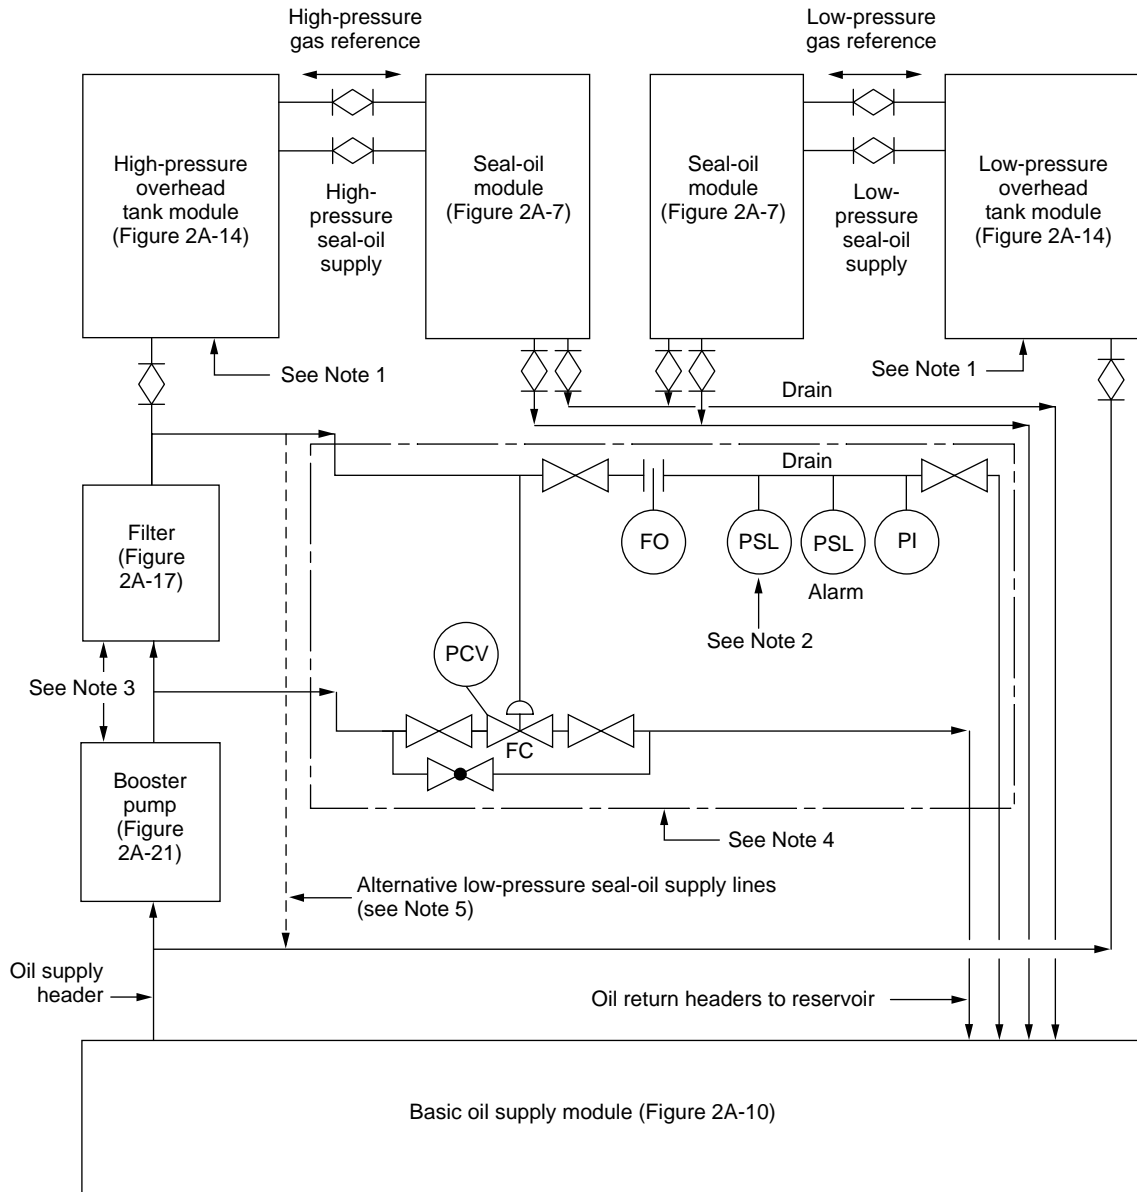 High-pressure
gas reference
Low-pressure
gas reference
High-pressure
overhead
tank module
(Figure 2A-14)
High-
pressure
seal-oil
supply
Seal-oil
module
(Figure 2A-7)
Seal-oil
module
(Figure 2A-7)
Low-
pressure
seal-oil
supply
Low-pressure
overhead
tank module
(Figure 2A-14)
See Note 1
See Note 1
Drain
Drain
Filter
(Figure
2A-17)
FO
PSL
PSL
PI
Alarm
See Note 2
PCV
See Note 3
FC
Booster
pump
(Figure
2A-21)
See Note 4
Alternative low-pressure seal-oil supply lines
(see Note 5)
Oil supply
header
Oil return headers to reservoir
Basic oil supply module (Figure 2A-10)